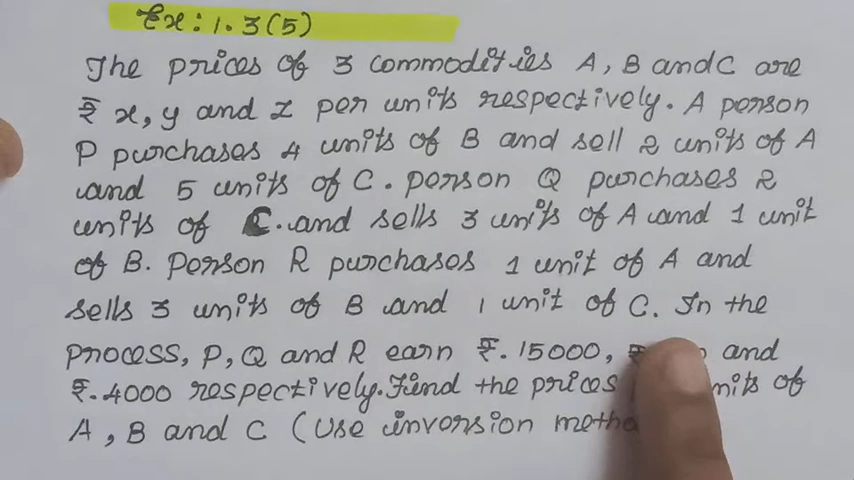 Ex: 1.3(5)
The prices of 3 commodities A, B and C are
₹ x, y and z per units respectively. A person
P purchases 4 units of B and sell 2 units of A
and 5 units of C. person Q purchases 2
units of C. and sells 3 units of A and 1 unit
of B. Person R purchases 1 unit of A and
sells 3 units of B and 1 unit of C. In the
process, P, Q and R earn ₹. 15000, and
₹.4000 respectively. Find the prices of
A, B and C (Use inversion